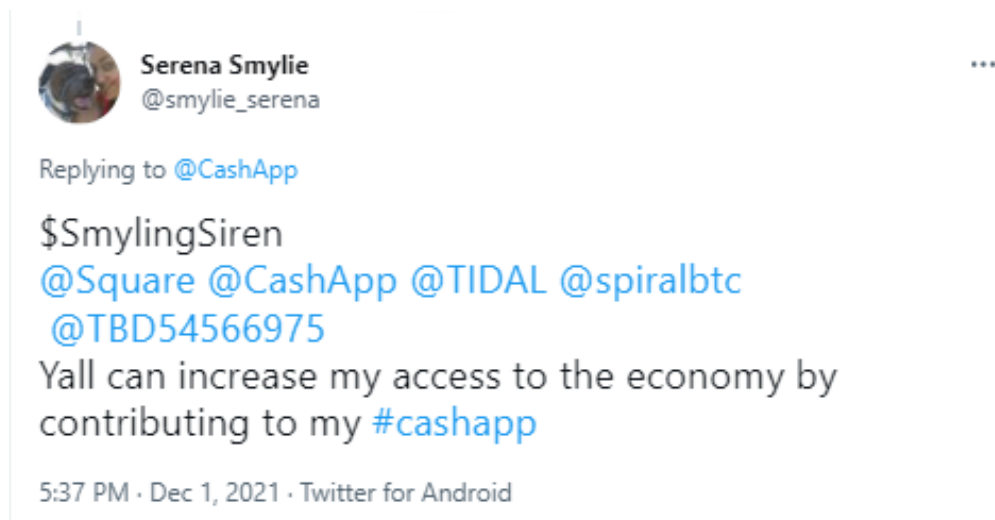 Serena Smylie
@smylie_serena
Replying to @CashApp
$SmylingSiren
@Square @CashApp @TIDAL @spiralbtc
@TBD54566975
Yall can increase my access to the economy by
contributing to my #cashapp
5:37 PM · Dec 1, 2021 · Twitter for Android